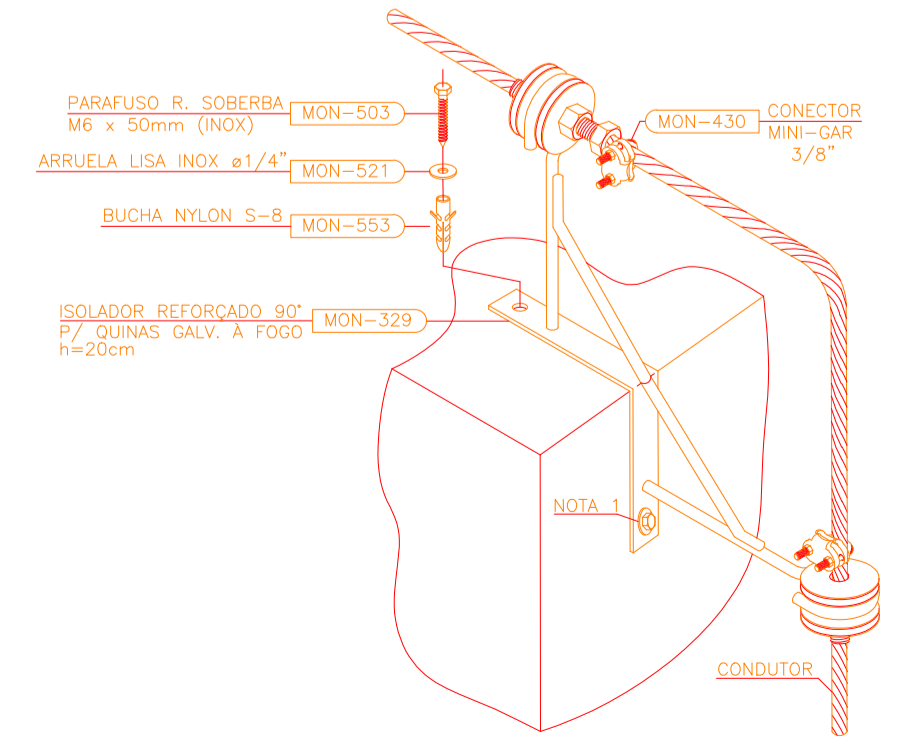 PARAFUSO R. SOBERBA
M6 x 50mm (INOX)
MON-503
ARRUELA LISA INOX ø1/4"
MON-521
BUCHA NYLON S-8
MON-553
ISOLADOR REFORÇADO 90°
P/ QUINAS GALV. À FOGO
h=20cm
MON-329
MON-430
CONECTOR
MINI-GAR
3/8"
NOTA 1
CONDUTOR